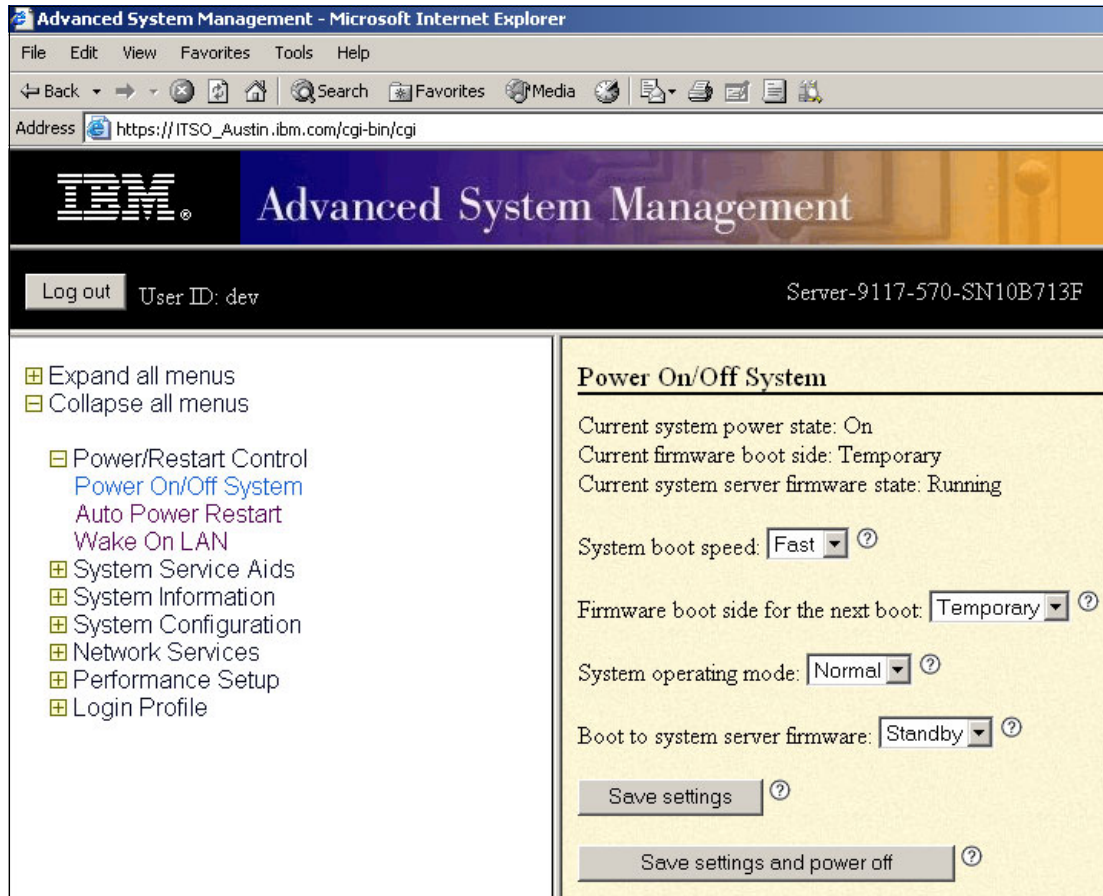 Advanced System Management - Microsoft Internet Explorer
File Edit View Favorites Tools Help
Back Search Favorites Media
Address https://ITSO_Austin.ibm.com/cgi-bin/cgi
IBM® Advanced System Management
Log out User ID: dev Server-9117-570-SN10B713F
Expand all menus
Collapse all menus
Power/Restart Control
Power On/Off System
Auto Power Restart
Wake On LAN
System Service Aids
System Information
System Configuration
Network Services
Performance Setup
Login Profile
Power On/Off System
Current system power state: On
Current firmware boot side: Temporary
Current system server firmware state: Running
System boot speed: Fast ?
Firmware boot side for the next boot: Temporary ?
System operating mode: Normal ?
Boot to system server firmware: Standby ?
Save settings ?
Save settings and power off ?